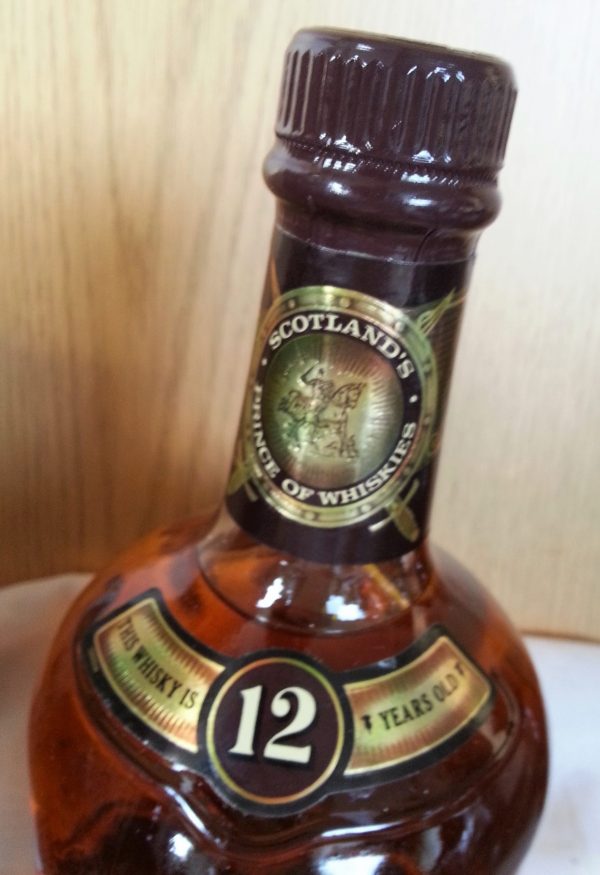 SCOTLAND'S
PRINCE OF WHISKIES
THIS WHISKY IS
12
YEARS OLD